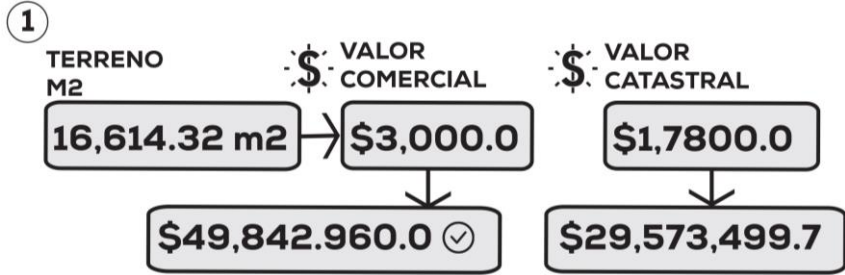 1
TERRENO
M2
$ VALOR
COMERCIAL
$ VALOR
CATASTRAL
16,614.32 m2
$3,000.0
$1,7800.0
$49,842.960.0
$29,573,499.7